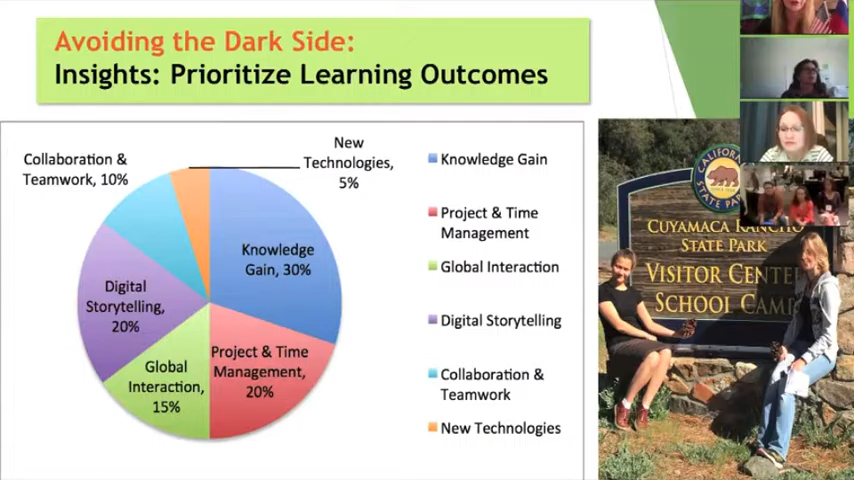 Avoiding the Dark Side:
Insights: Prioritize Learning Outcomes
Collaboration &
Teamwork, 10%
New
Technologies,
5%
Knowledge
Gain, 30%
Digital
Storytelling,
20%
Project & Time
Management,
20%
Global
Interaction,
15%
Knowledge Gain
Project & Time
Management
Global Interaction
Digital Storytelling
Collaboration &
Teamwork
New Technologies
CALIFORNIA
STATE PARKS
CUYAMACA RANCHO
STATE PARK
VISITOR CENTER
SCHOOL CAMP